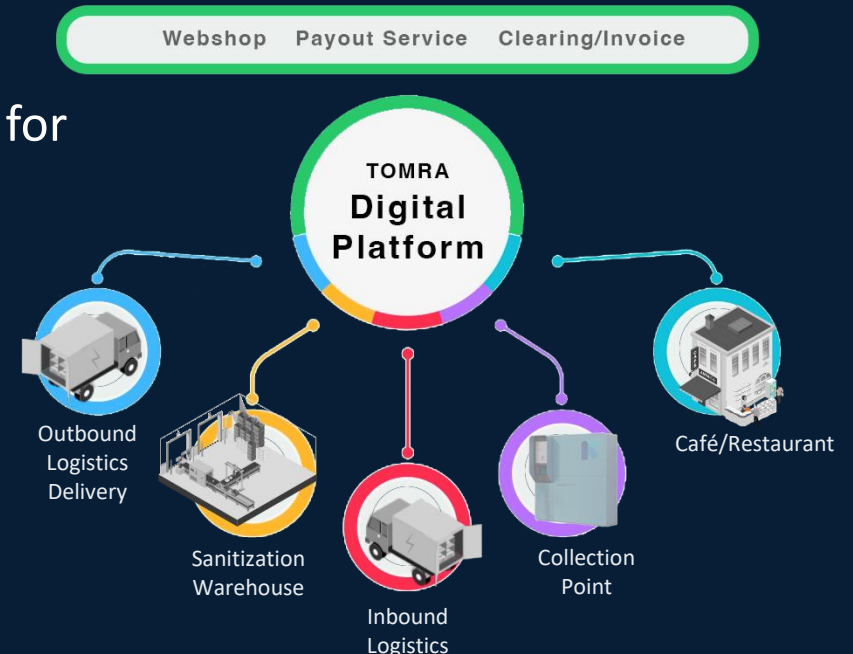 Webshop Payout Service Clearing/Invoice
for
TOMRA
Digital
Platform
Outbound
Logistics
Delivery
Café/Restaurant
Sanitization
Warehouse
Collection
Point
Inbound
Logistics